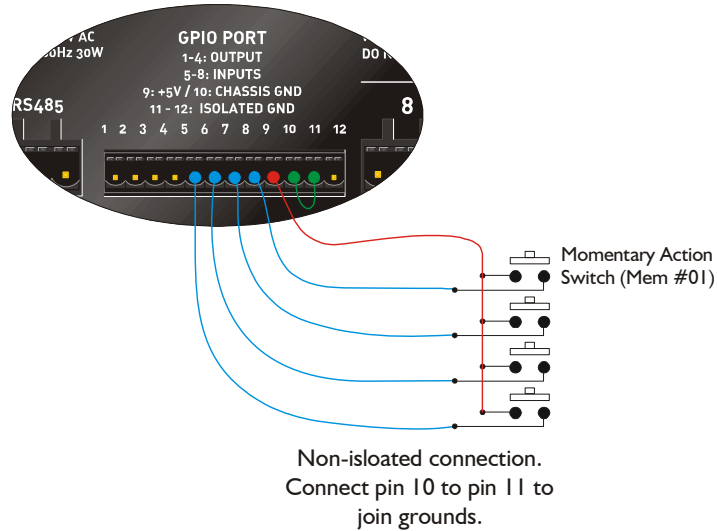 AC
0Hz 30W
GPIO PORT
1-4: OUTPUT
5-8: INPUTS
9: +5V / 10: CHASSIS GND
11 - 12: ISOLATED GND
DO
RS485
8
1 2 3 4 5 6 7 8 9 10 11 12
Momentary Action
Switch (Mem #01)
Non-isloated connection.
Connect pin 10 to pin 11 to
join grounds.